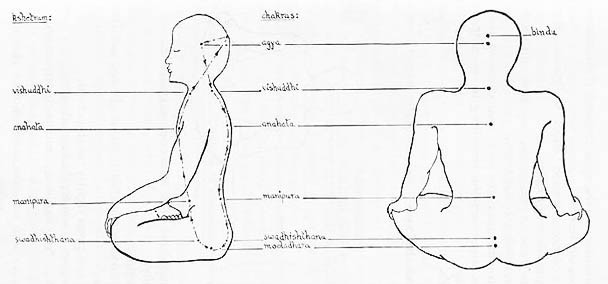 kshetram:
vishuddhi
anahata
manipura
swadhishthana
chakras:
agya
vishuddhi
anahata
manipura
swadhishthana
mooladhara
bindu